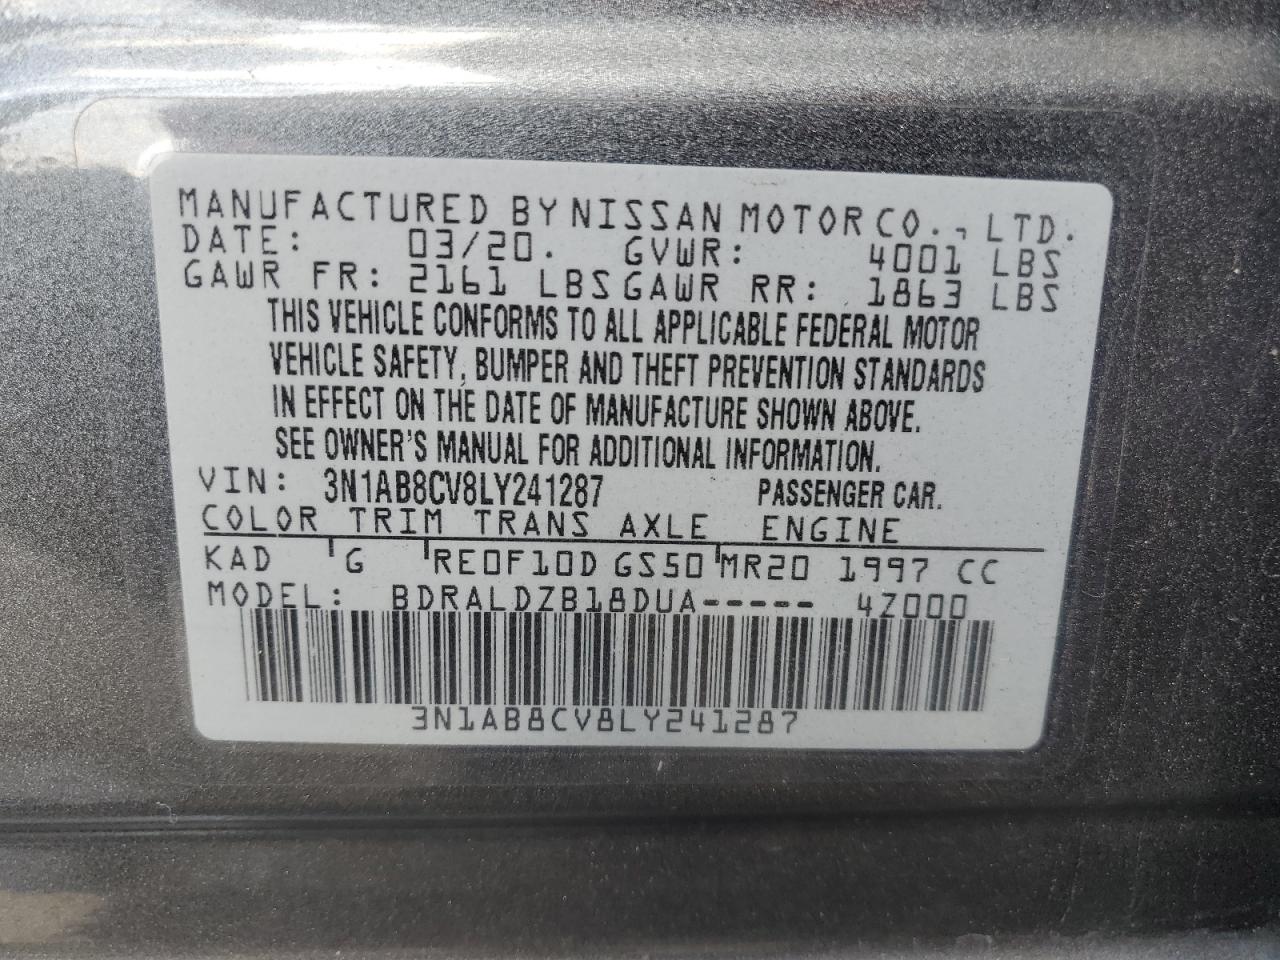 MANUFACTURED BY NISSAN MOTOR CO., LTD.
DATE: 03/20. GVWR: 4001 LBS
GAWR FR: 2161 LBS GAWR RR: 1863 LBS
THIS VEHICLE CONFORMS TO ALL APPLICABLE FEDERAL MOTOR
VEHICLE SAFETY, BUMPER AND THEFT PREVENTION STANDARDS
IN EFFECT ON THE DATE OF MANUFACTURE SHOWN ABOVE.
SEE OWNER'S MANUAL FOR ADDITIONAL INFORMATION.
VIN: 3N1AB8CV8LY241287 PASSENGER CAR.
COLOR TRIM TRANS AXLE ENGINE
KAD G RE0F10D GS50 MR20 1997 CC
MODEL: BDRALDZB18DUA----- 4Z000
3N1AB8CV8LY241287